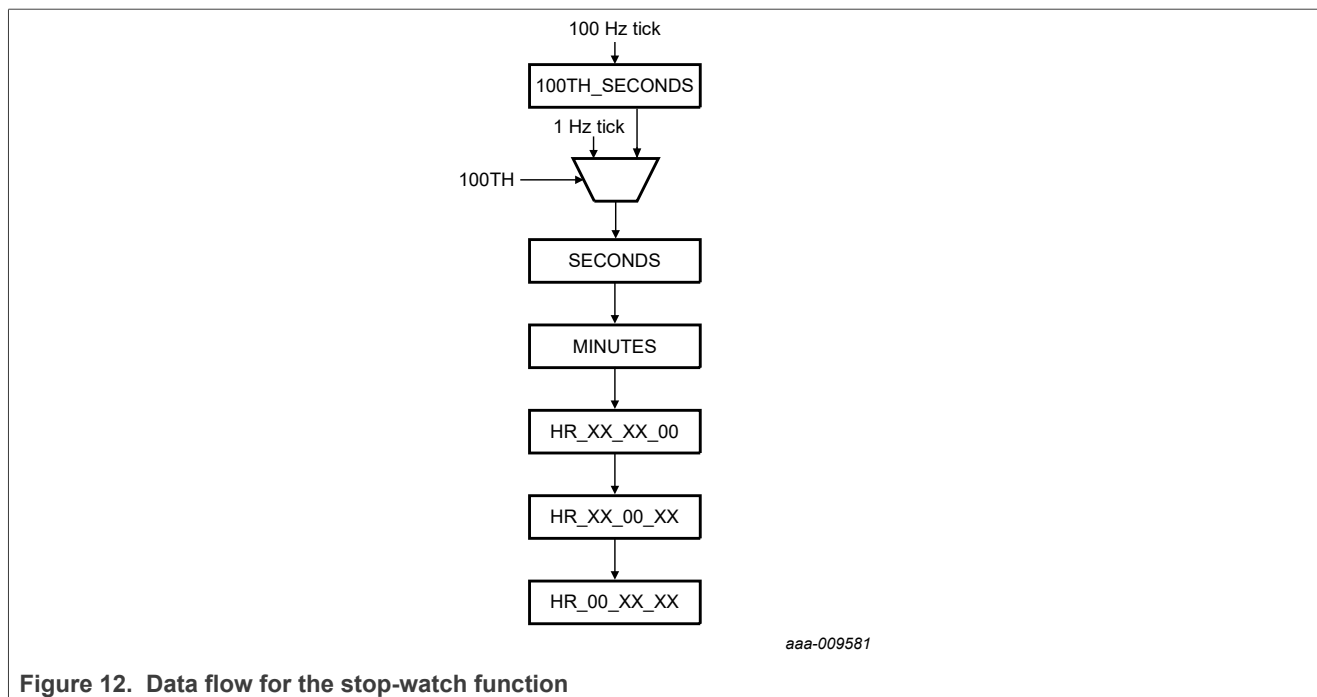 100 Hz tick
100TH_SECONDS
1 Hz tick
100TH
SECONDS
MINUTES
HR_XX_XX_00
HR_XX_00_XX
HR_00_XX_XX
aaa-009581
Figure 12. Data flow for the stop-watch function